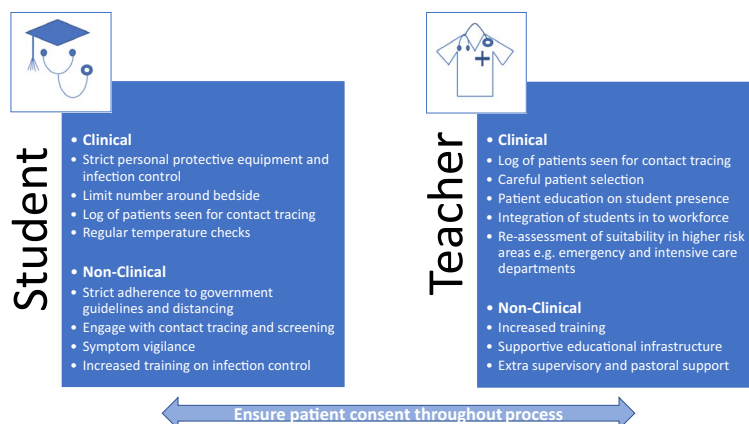 Student
• Clinical
• Strict personal protective equipment and
infection control
• Limit number around bedside
• Log of patients seen for contact tracing
• Regular temperature checks
• Non-Clinical
• Strict adherence to government
guidelines and distancing
• Engage with contact tracing and screening
• Symptom vigilance
• Increased training on infection control
Teacher
• Clinical
• Log of patients seen for contact tracing
• Careful patient selection
• Patient education on student presence
• Integration of students in to workforce
• Re-assessment of suitability in higher risk
areas e.g. emergency and intensive care
departments
• Non-Clinical
• Increased training
• Supportive educational infrastructure
• Extra supervisory and pastoral support
Ensure patient consent throughout process